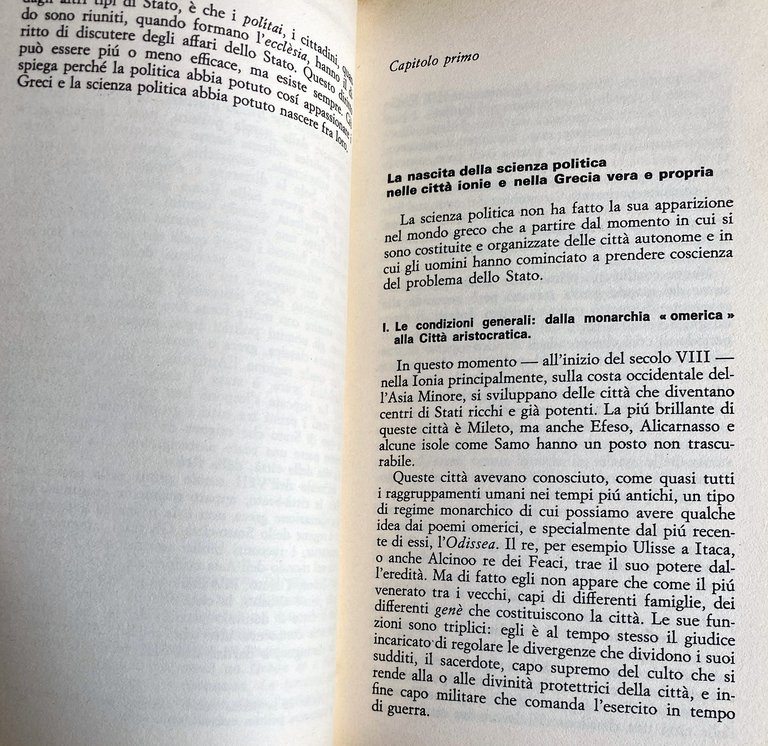 dagli altri tipi di Stato, è che i politai, i cittadini, quan-
do sono riuniti, quando formano l'ecclèsia, hanno il di-
ritto di discutere degli affari dello Stato. Questo diritto
può essere piú o meno efficace, ma esiste sempre. Ciò
spiega perché la politica abbia potuto cosí appassionare i
Greci e la scienza politica abbia potuto nascere fra loro.
Capitolo primo
La nascita della scienza politica
nelle città ionie e nella Grecia vera e propria
La scienza politica non ha fatto la sua apparizione
nel mondo greco che a partire dal momento in cui si
sono costituite e organizzate delle città autonome e in
cui gli uomini hanno cominciato a prendere coscienza
del problema dello Stato.
I. Le condizioni generali: dalla monarchia « omerica »
alla Città aristocratica.
In questo momento — all'inizio del secolo VIII —
nella Ionia principalmente, sulla costa occidentale del-
l'Asia Minore, si sviluppano delle città che diventano
centri di Stati ricchi e già potenti. La piú brillante di
queste città è Mileto, ma anche Efeso, Alicarnasso e
alcune isole come Samo hanno un posto non trascu-
rabile.
Queste città avevano conosciuto, come quasi tutti
i raggruppamenti umani nei tempi piú antichi, un tipo
di regime monarchico di cui possiamo avere qualche
idea dai poemi omerici, e specialmente dal piú recen-
te di essi, l'Odissea. Il re, per esempio Ulisse a Itaca,
o anche Alcinoo re dei Feaci, trae il suo potere dal-
l'eredità. Ma di fatto egli non appare che come il piú
venerato tra i vecchi, capi di differenti famiglie, dei
differenti genè che costituiscono la città. Le sue fun-
zioni sono triplici: egli è al tempo stesso il giudice
incaricato di regolare le divergenze che dividono i suoi
sudditi, il sacerdote, capo supremo del culto che si
rende alla o alle divinità protettrici della città, e in-
fine capo militare che comanda l'esercito in tempo
di guerra.